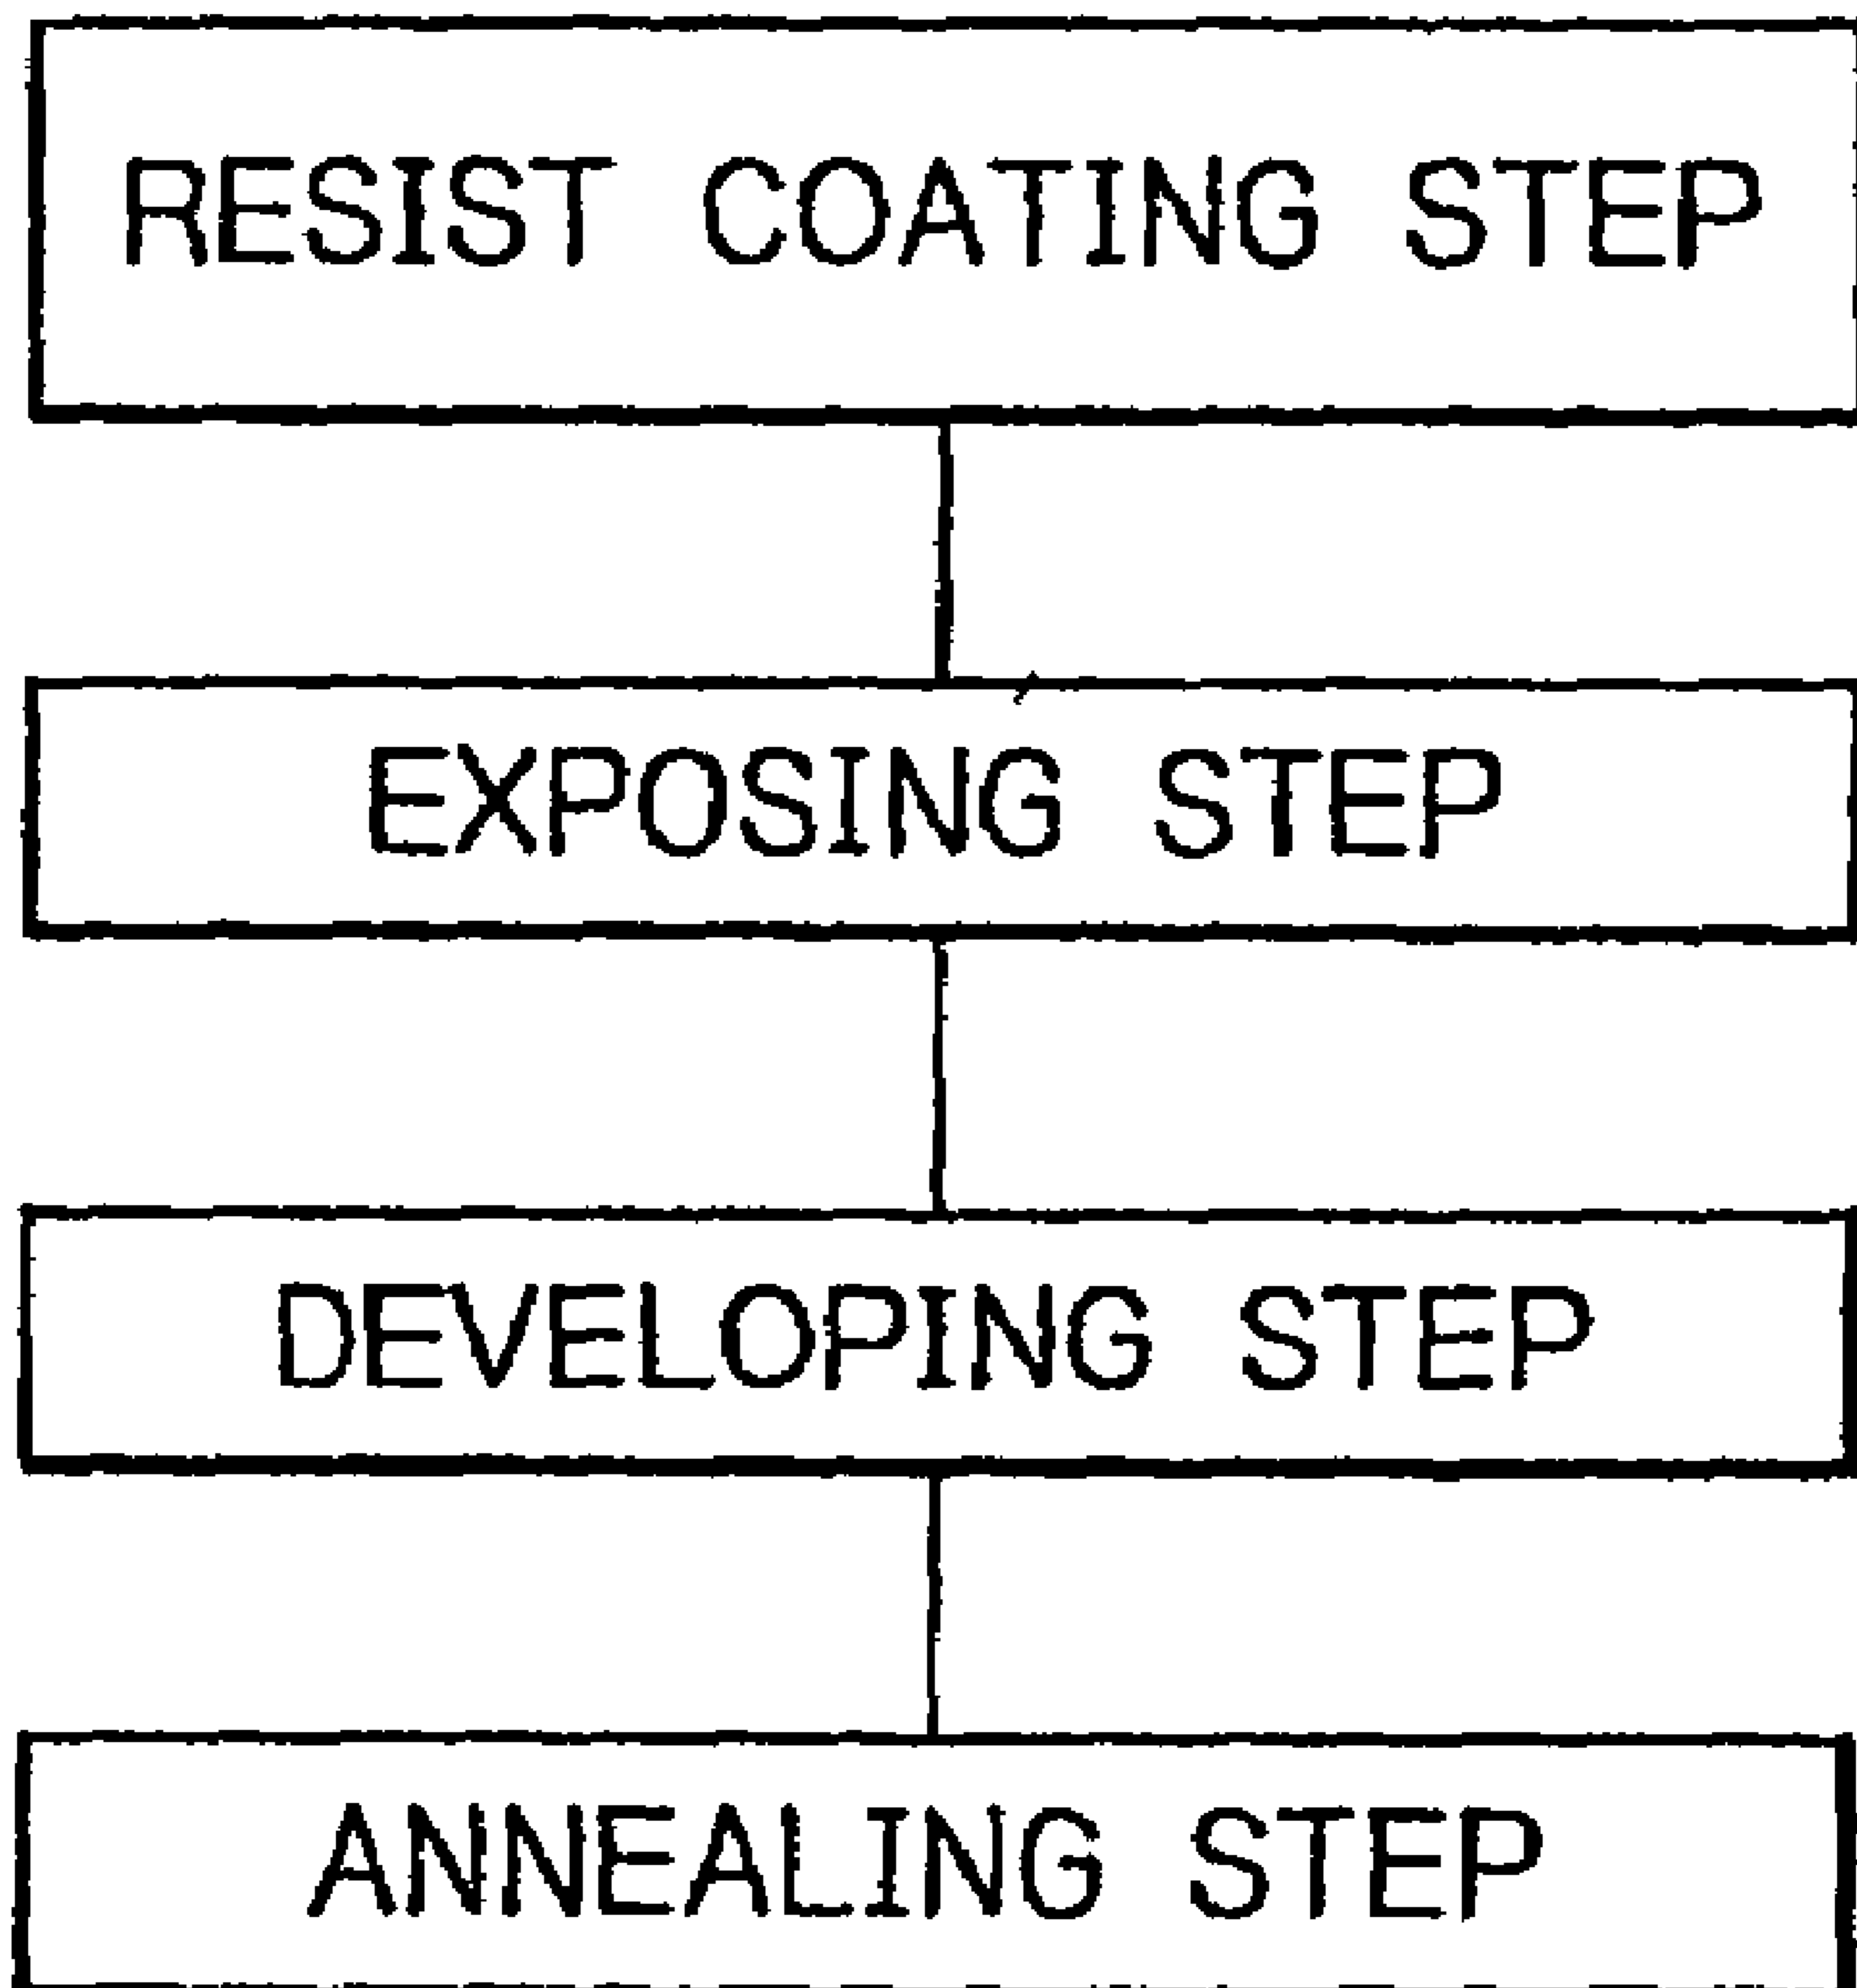 RESIST COATING STEP
EXPOSING STEP
DEVELOPING STEP
ANNEALING STEP